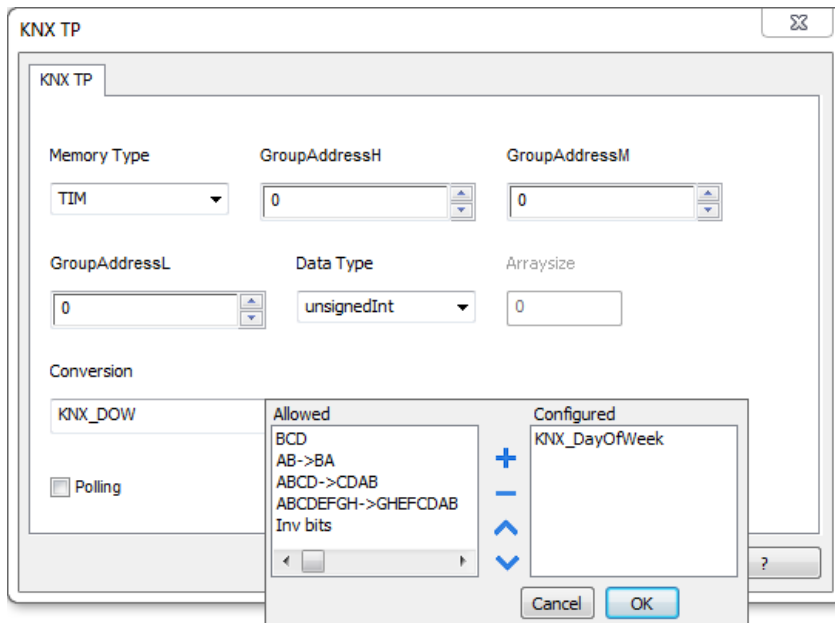 KNX TP
KNX TP
Memory Type GroupAddressH GroupAddressM
TIM 0 0
GroupAddressL Data Type Arraysize
0 unsignedInt 0
Conversion
KNX_DOW
Allowed Configured
BCD KNX_DayOfWeek
AB->BA
ABCD->CDAB
ABCDEFGH->GHEFCDAB
Inv bits
Polling
?
Cancel OK